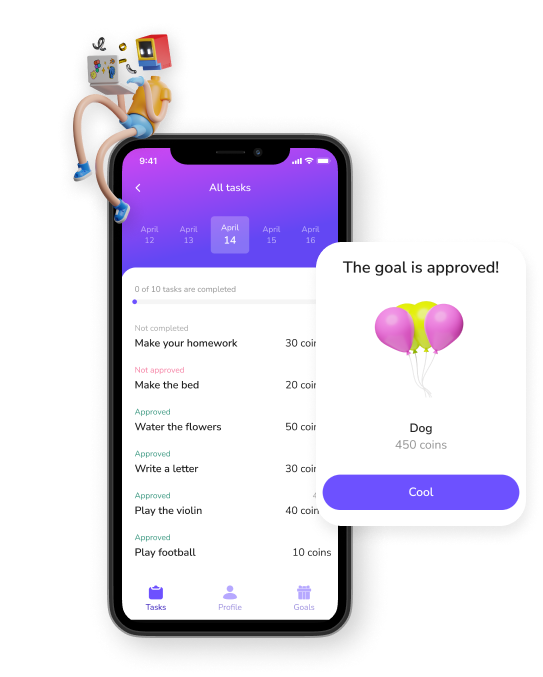 9:41
All tasks
April April April April April
12 13 14 15 16
0 of 10 tasks are completed
Not completed
Make your homework 30 coin
Not approved
Make the bed 20 coin
Approved
Water the flowers 50 coin
Approved
Write a letter 30 coin
Approved 4
Play the violin 40 coin
Approved
Play football 10 coins
Tasks Profile Goals
The goal is approved!
Dog
450 coins
Cool